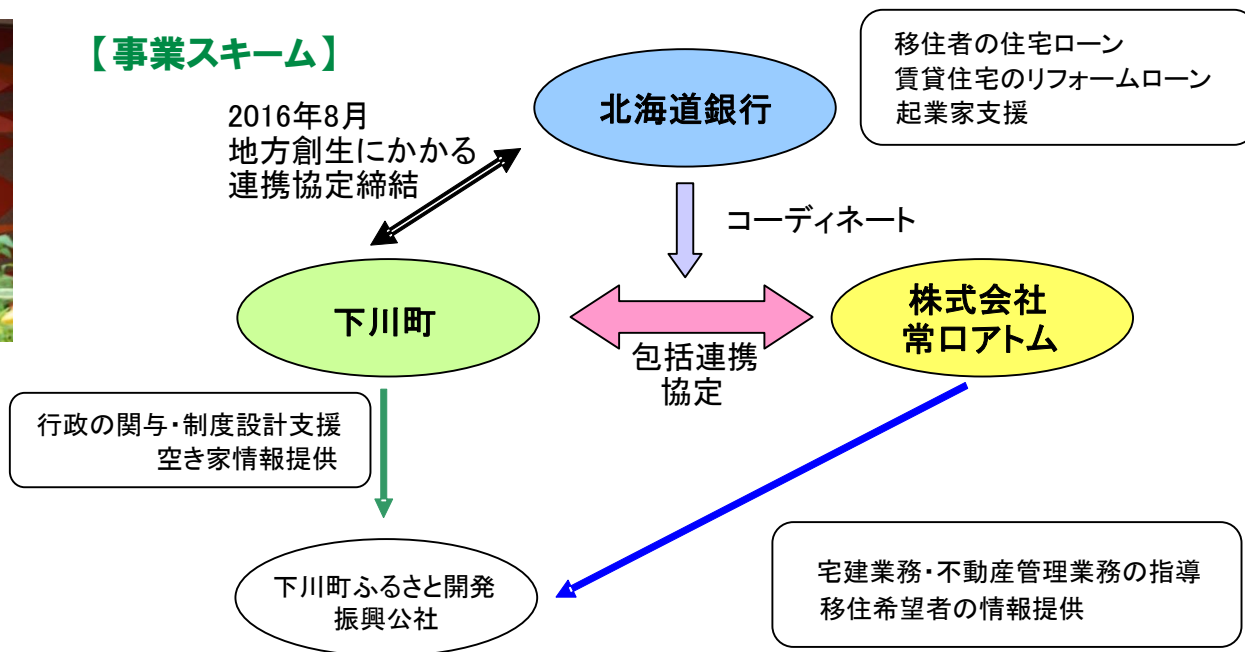 【事業スキーム】
北海道銀行
移住者の住宅ローン
賃貸住宅のリフォームローン
起業家支援
2016年8月
地方創生にかかる
連携協定締結
コーディネート
下川町
株式会社
常口アトム
包括連携
協定
行政の関与・制度設計支援
空き家情報提供
下川町ふるさと開発
振興公社
宅建業務・不動産管理業務の指導
移住希望者の情報提供